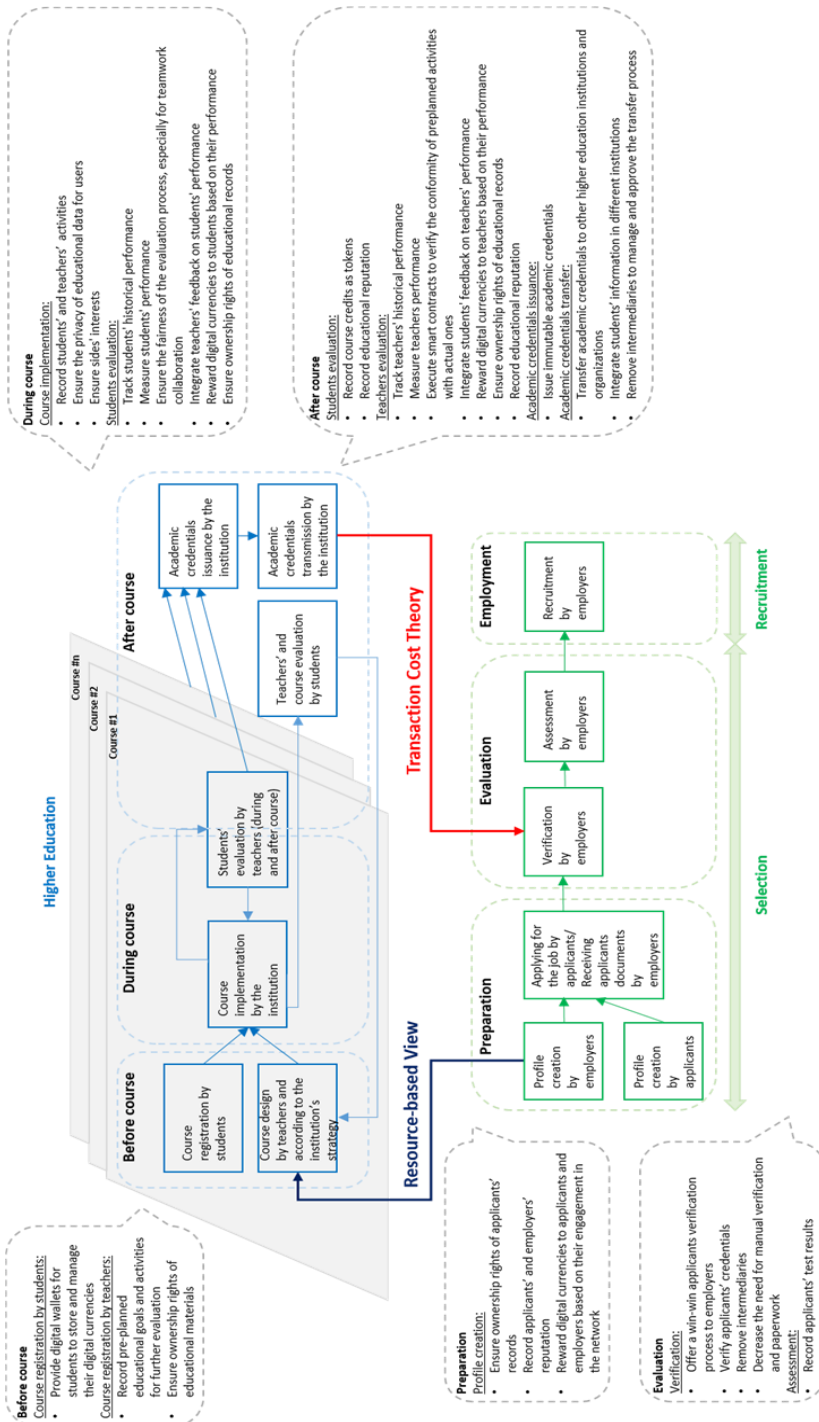 Before course
Course registration by students:
• Provide digital wallets for
students to store and manage
their digital currencies
Course registration by teachers:
• Record pre-planned
educational goals and activities
for further evaluation
• Ensure ownership rights of
educational materials
Higher Education
Course #n
Course #2
Course #1
Before course
Course
registration by
students
Course design
by teachers and
according to the
institution's
strategy
During course
Course
implementation
by the
institution
Students'
evaluation by
teachers (during
and after course)
After course
Academic
credentials
issuance by the
institution
Academic
credentials
transmission by
the institution
Teachers' and
course evaluation
by students
During course
Course implementation:
• Record students' and teachers' activities
• Ensure the privacy of educational data for users
• Ensure sides' interests
Students evaluation:
• Track students' historical performance
• Measure students' performance
• Ensure the fairness of the evaluation process, especially for teamwork
collaboration
• Integrate teachers' feedback on students' performance
• Reward digital currencies to students based on their performance
• Ensure ownership rights of educational records
After course
Students evaluation:
• Record course credits as tokens
• Record educational reputation
Teachers evaluation:
• Track teachers' historical performance
• Measure teachers performance
• Execute smart contracts to verify the conformity of preplanned activities
with actual ones
• Integrate students' feedback on teachers' performance
• Reward digital currencies to teachers based on their performance
• Ensure ownership rights of educational records
• Record educational reputation
Academic credentials issuance:
• Issue immutable academic credentials
Academic credentials transfer:
• Transfer academic credentials to other higher education institutions and
organizations
• Integrate students' information in different institutions
• Remove intermediaries to manage and approve the transfer process
Resource-based View
Transaction Cost Theory
Preparation
Profile creation:
• Ensure ownership rights of applicants'
records
• Record applicants' and employers'
reputation
• Reward digital currencies to applicants and
employers based on their engagement in
the network
Preparation
Profile
creation
by
employers
Profile
creation
by
applicants
Applying for
the job by
applicants/
Receiving
applicants
documents
by
employers
Evaluation
Verification
by
employers
Assessment
by
employers
Employment
Recruitment
by
employers
Selection
Recruitment
Evaluation
Verification:
• Offer a win-win applicants verification
process to employers
• Verify applicants' credentials
• Remove intermediaries
• Decrease the need for manual verification
and paperwork
Assessment:
• Record applicants' test results